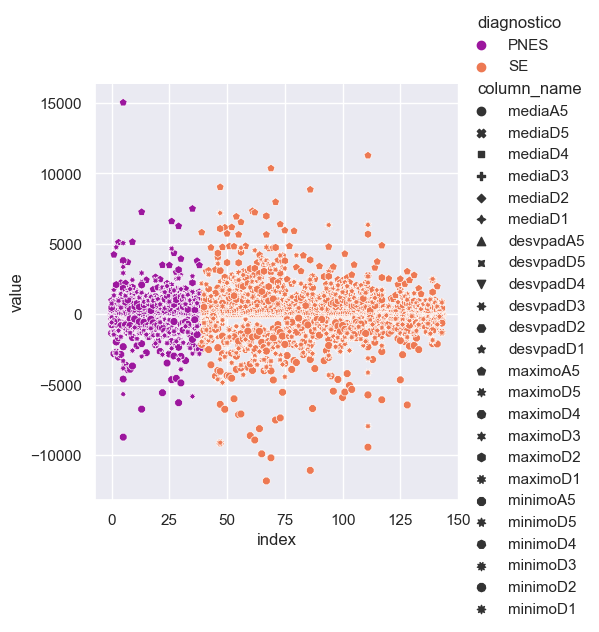 diagnostico
PNES
SE
column_name
mediaA5
mediaD5
mediaD4
mediaD3
mediaD2
mediaD1
desvpadA5
desvpadD5
desvpadD4
desvpadD3
desvpadD2
desvpadD1
maximoA5
maximoD5
maximoD4
maximoD3
maximoD2
maximoD1
minimoA5
minimoD5
minimoD4
minimoD3
minimoD2
minimoD1
15000
10000
5000
0
−5000
−10000
value
0 25 50 75 100 125 150
index